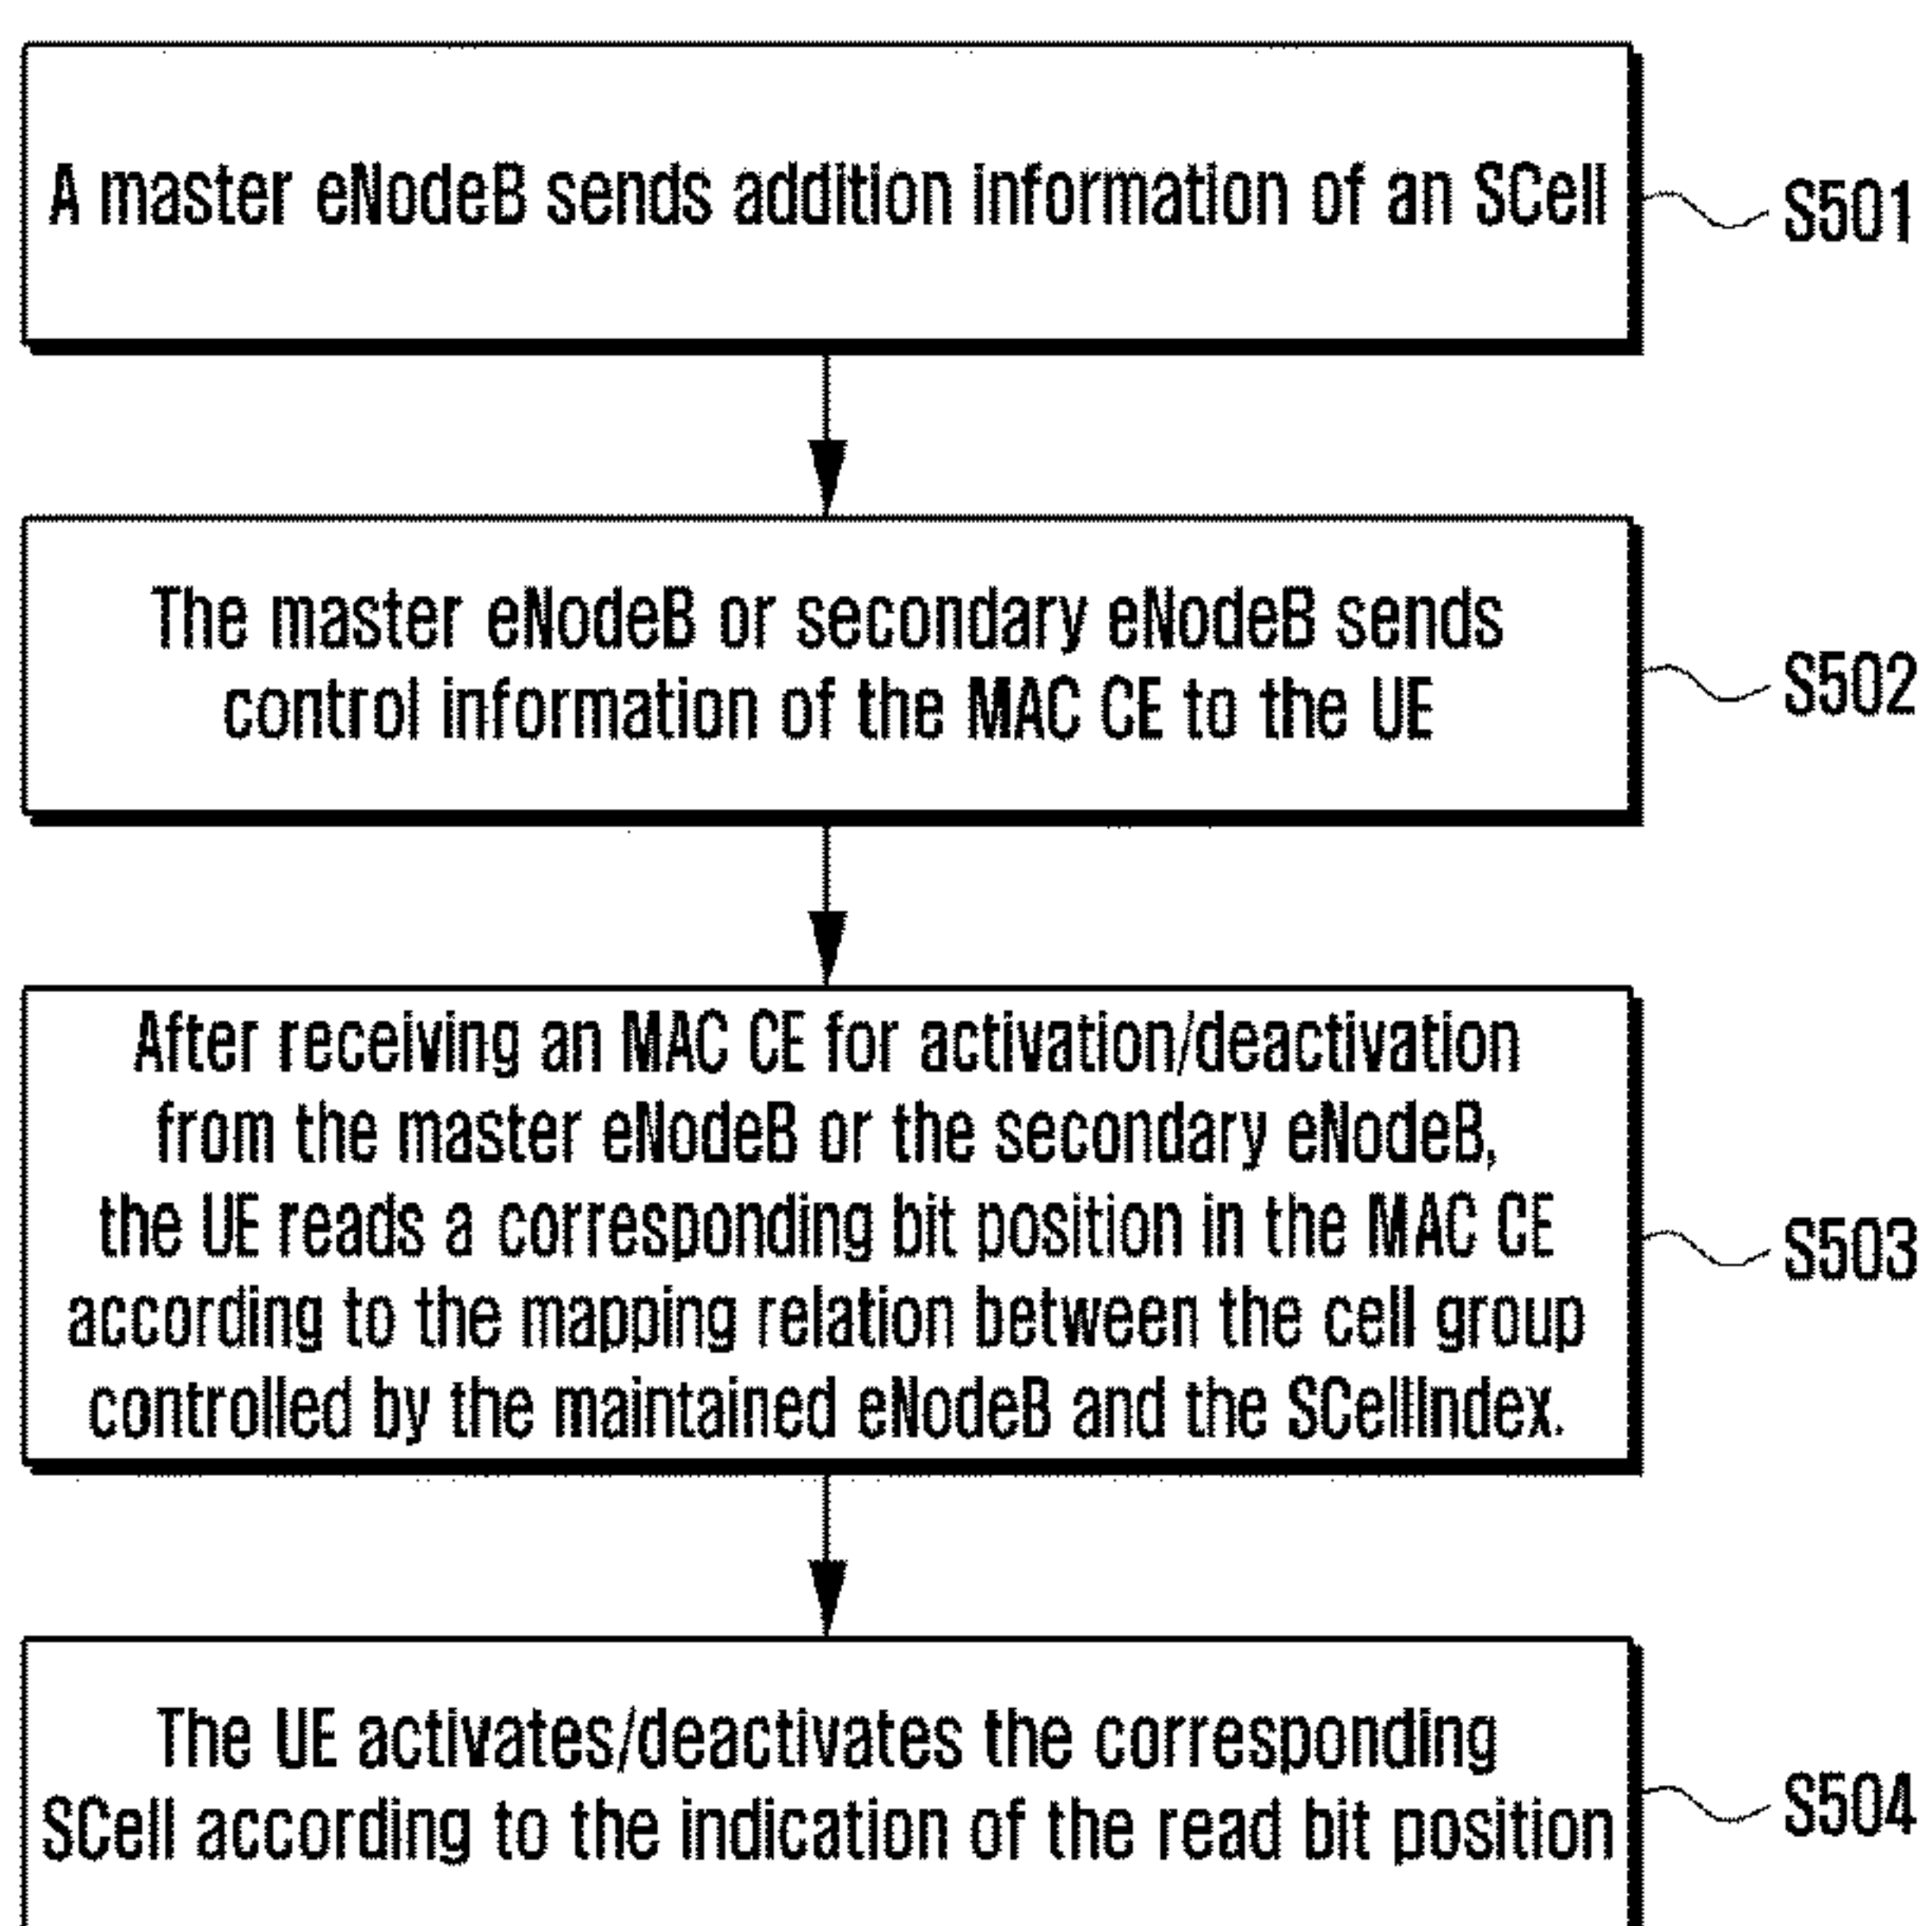 A master eNodeB sends addition information of an SCell
S501
The master eNodeB or secondary eNodeB sends
control information of the MAC CE to the UE
S502
After receiving an MAC CE for activation/deactivation
from the master eNodeB or the secondary eNodeB,
the UE reads a corresponding bit position in the MAC CE
according to the mapping relation between the cell group
controlled by the maintained eNodeB and the SCellIndex.
S503
The UE activates/deactivates the corresponding
SCell according to the indication of the read bit position
S504